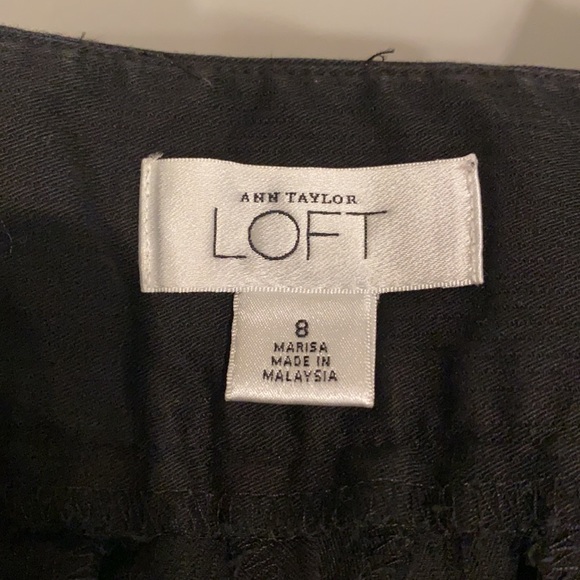 ANN TAYLOR
LOFT
8
MARISA
MADE IN
MALAYSIA